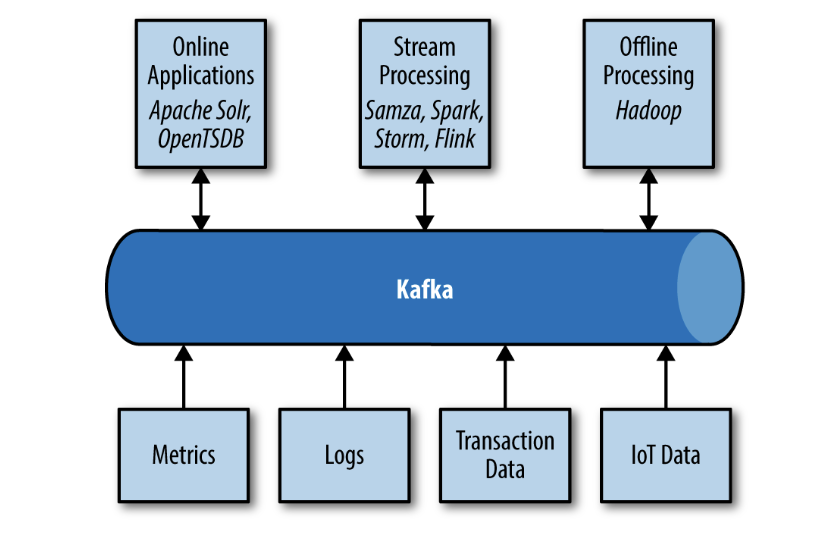 Online
Applications
Apache Solr,
OpenTSDB
Stream
Processing
Samza, Spark,
Storm, Flink
Offline
Processing
Hadoop
Kafka
Metrics
Logs
Transaction
Data
IoT Data